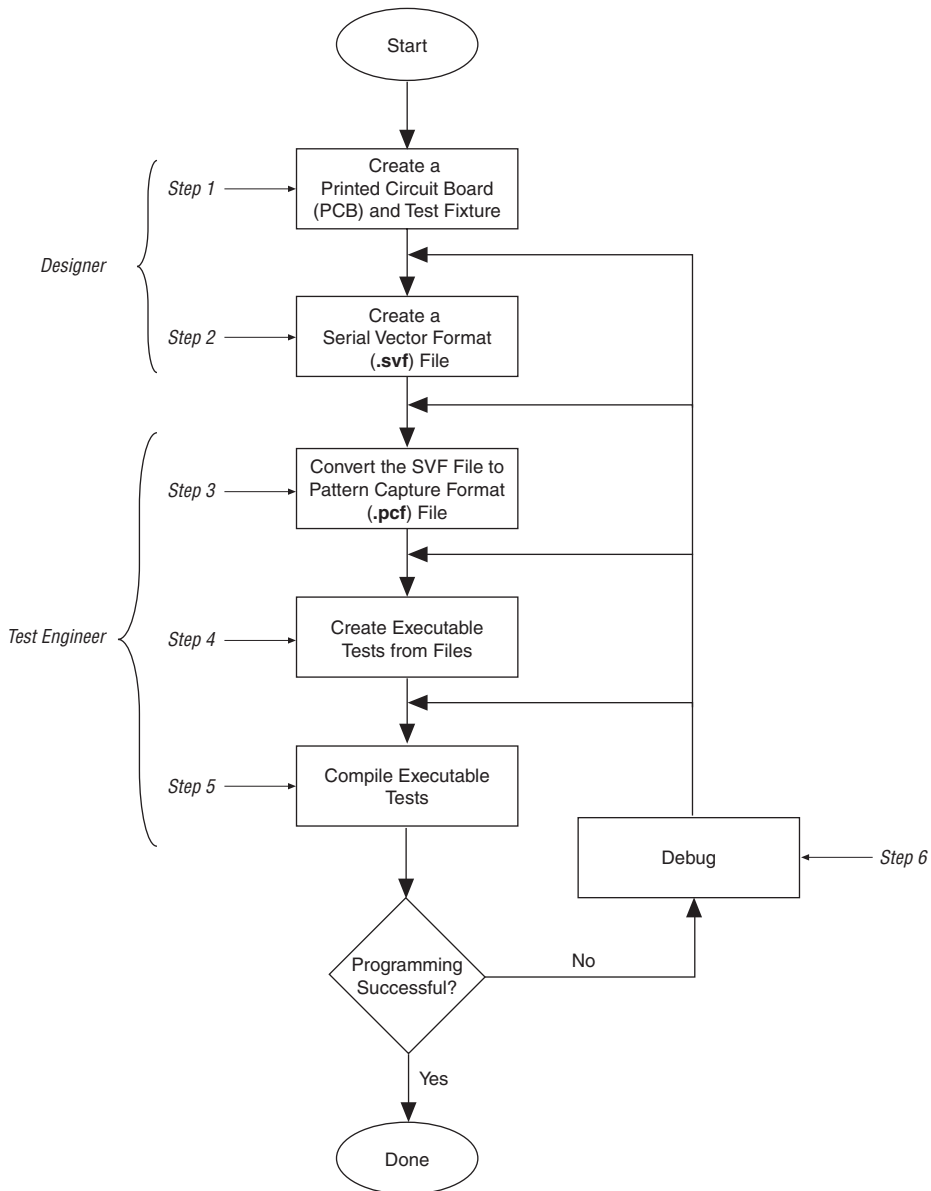 Start
Step 1
Create a
Printed Circuit Board
(PCB) and Test Fixture
Designer
Step 2
Create a
Serial Vector Format
(.svf) File
Step 3
Convert the SVF File to
Pattern Capture Format
(.pcf) File
Test Engineer
Step 4
Create Executable
Tests from Files
Step 5
Compile Executable
Tests
Debug
Step 6
Programming
Successful?
No
Yes
Done